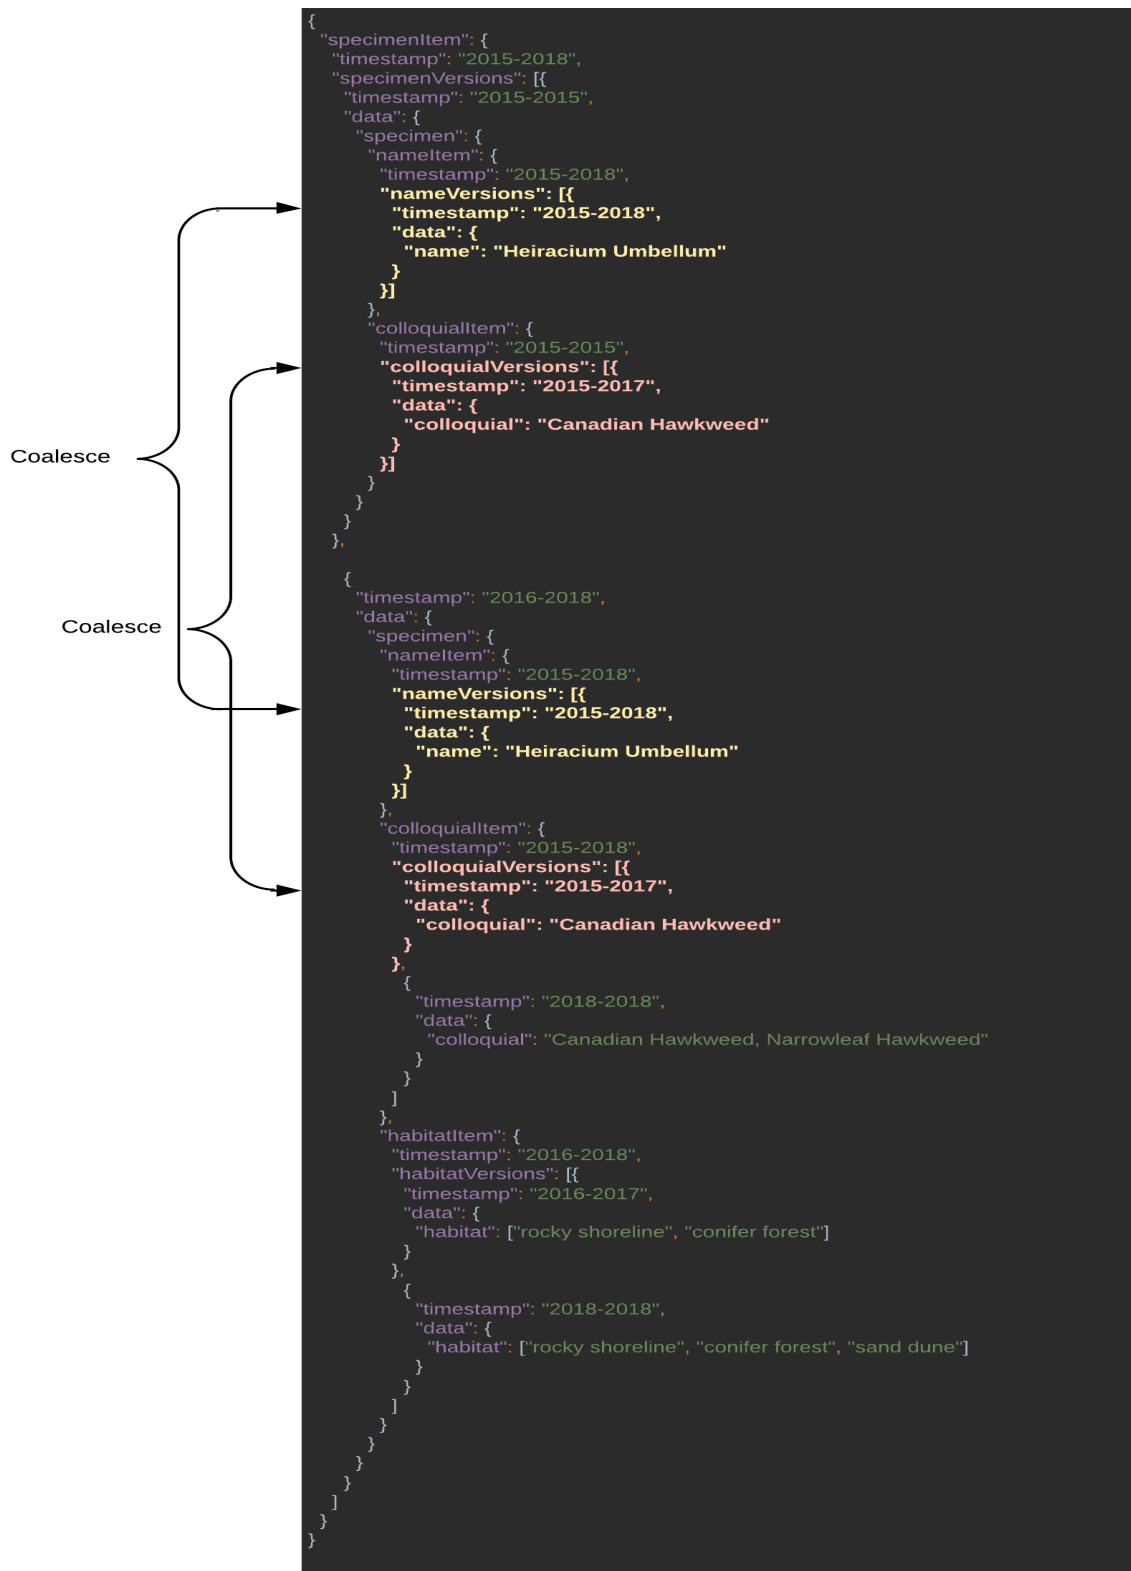 {
"specimenItem": {
"timestamp": "2015-2018",
"specimenVersions": [{
"timestamp": "2015-2015",
"data": {
"specimen": {
"nameItem": {
"timestamp": "2015-2018",
"nameVersions": [{
"timestamp": "2015-2018",
"data": {
"name": "Heiracium Umbellum"
}
}]
},
"colloquialItem": {
"timestamp": "2015-2015",
"colloquialVersions": [{
"timestamp": "2015-2017",
"data": {
"colloquial": "Canadian Hawkweed"
}
}]
}
}
}
},
Coalesce
{
"timestamp": "2016-2018",
"data": {
Coalesce
"specimen": {
"nameItem": {
"timestamp": "2015-2018",
"nameVersions": [{
"timestamp": "2015-2018",
"data": {
"name": "Heiracium Umbellum"
}
}]
},
"colloquialItem": {
"timestamp": "2015-2018",
"colloquialVersions": [{
"timestamp": "2015-2017",
"data": {
"colloquial": "Canadian Hawkweed"
}
},
{
"timestamp": "2018-2018",
"data": {
"colloquial": "Canadian Hawkweed, Narrowleaf Hawkweed"
}
}
]
},
"habitatItem": {
"timestamp": "2016-2018",
"habitatVersions": [{
"timestamp": "2016-2017",
"data": {
"habitat": ["rocky shoreline", "conifer forest"]
}
},
{
"timestamp": "2018-2018",
"data": {
"habitat": ["rocky shoreline", "conifer forest", "sand dune"]
}
}
]
}
}
}
}
]
}
}